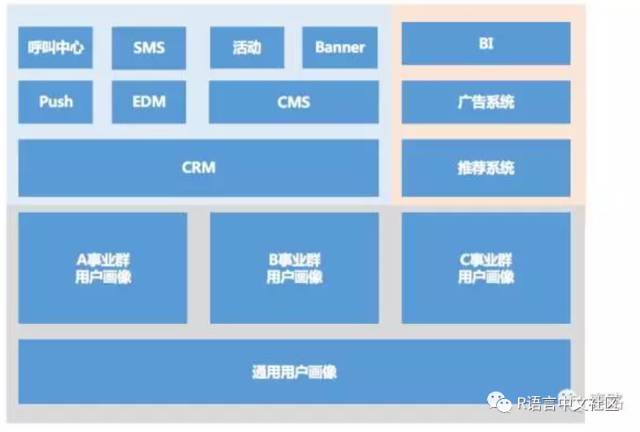 呼叫中心
SMS
活动
Banner
BI
Push
EDM
CMS
广告系统
CRM
推荐系统
A事业群
用户画像
B事业群
用户画像
C事业群
用户画像
通用用户画像
R语言中文社区